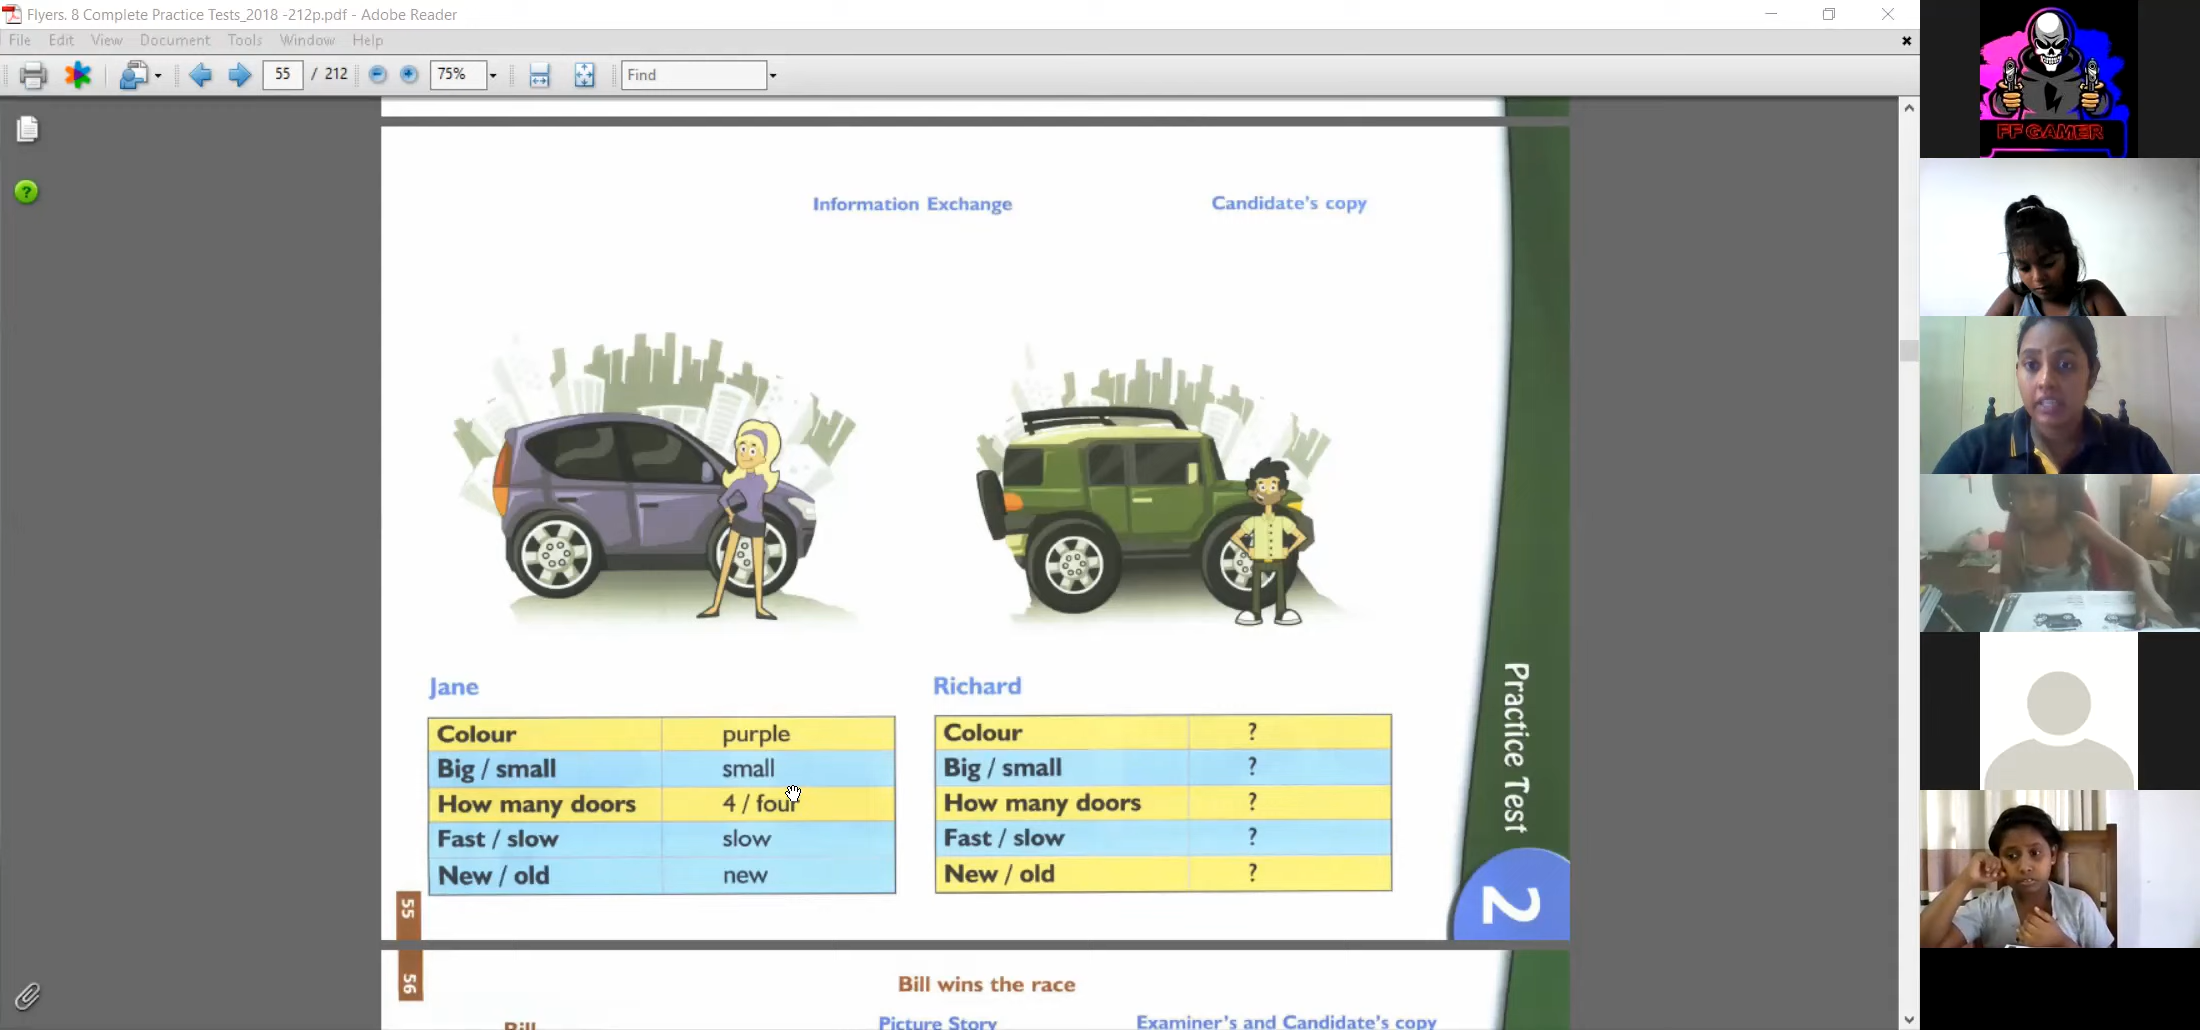 Flyers. 8 Complete Practice Tests_2018 -212p.pdf - Adobe Reader
File Edit View Document Tools Window Help
55 / 212 75% Find
FF GAMER
Information Exchange Candidate's copy
Jane
Colour purple
Big / small small
How many doors 4 / four
Fast / slow slow
New / old new
Richard
Colour ?
Big / small ?
How many doors ?
Fast / slow ?
New / old ?
Practice Test
2
55
56
Bill wins the race
Bill
Picture Story Examiner's and Candidate's copy